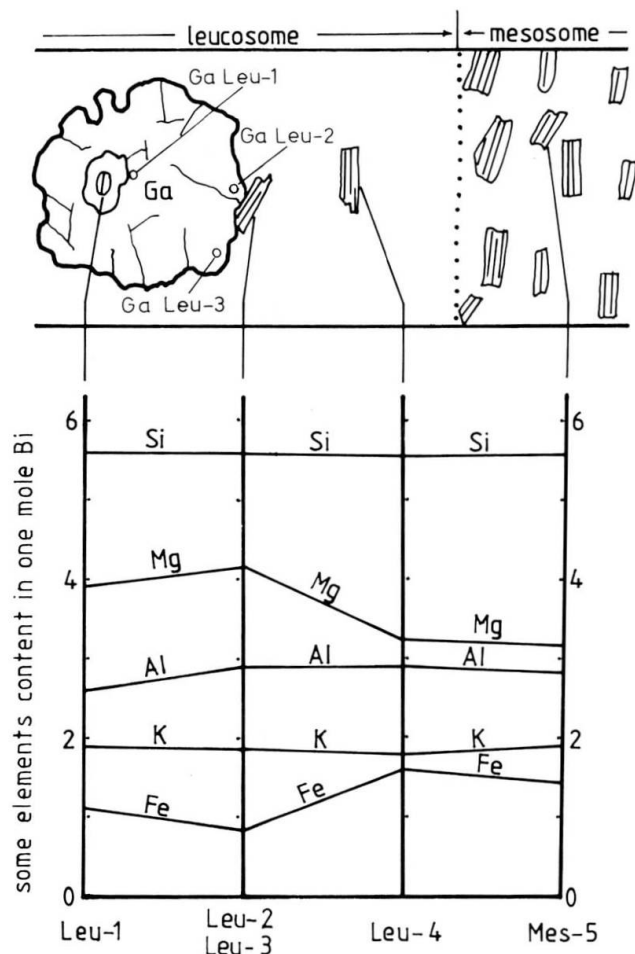 leucosome
mesosome
Ga Leu-1
Ga Leu-2
Ga
Ga Leu-3
some elements content in one mole Bi
6
6
Si
Si
Si
4
4
Mg
Mg
Mg
Al
Al
Al
2
2
K
K
K
Fe
Fe
Fe
0
0
Leu-1
Leu-2
Leu-3
Leu-4
Mes-5